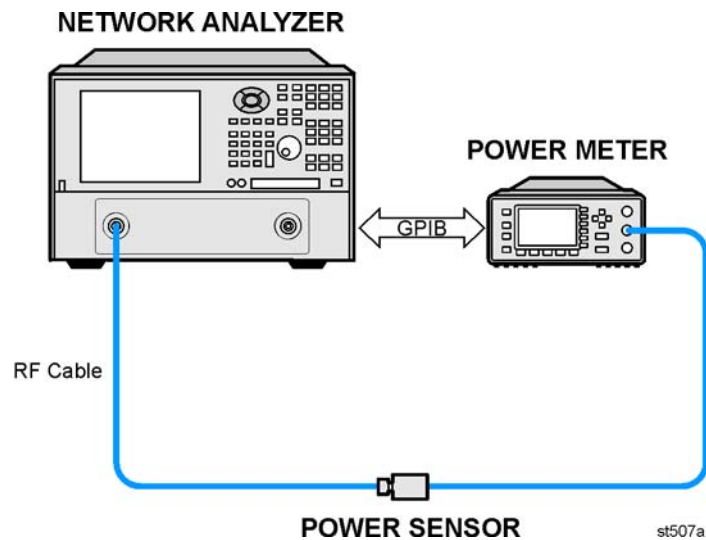 NETWORK ANALYZER
POWER METER
GPIB
RF Cable
POWER SENSOR
st507a